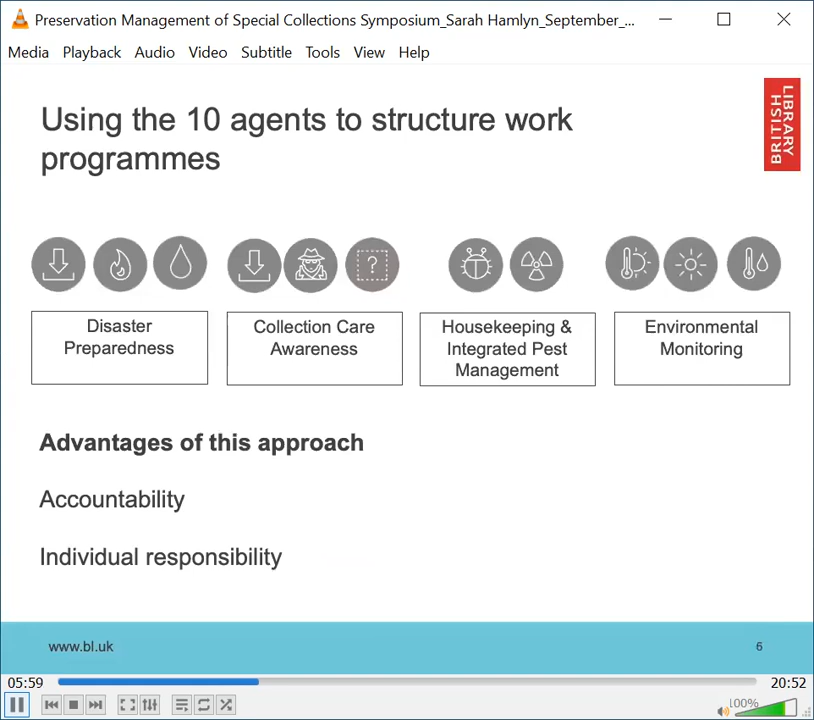 Preservation Management of Special Collections Symposium_Sarah Hamlyn_September_...
Media Playback Audio Video Subtitle Tools View Help
Using the 10 agents to structure work
programmes
LIBRARY
BRITISH
?
Disaster
Preparedness
Collection Care
Awareness
Housekeeping &
Integrated Pest
Management
Environmental
Monitoring
Advantages of this approach
Accountability
Individual responsibility
www.bl.uk
6
05:59
20:52
100%